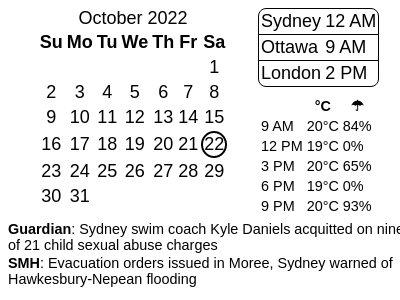 October 2022
Su Mo Tu We Th Fr Sa
1
2 3 4 5 6 7 8
9 10 11 12 13 14 15
16 17 18 19 20 21 22
23 24 25 26 27 28 29
30 31
Sydney 12 AM
Ottawa 9 AM
London 2 PM
°C ☂
9 AM 20°C 84%
12 PM 19°C 0%
3 PM 20°C 65%
6 PM 19°C 0%
9 PM 20°C 93%
Guardian: Sydney swim coach Kyle Daniels acquitted on nine
of 21 child sexual abuse charges
SMH: Evacuation orders issued in Moree, Sydney warned of
Hawkesbury-Nepean flooding